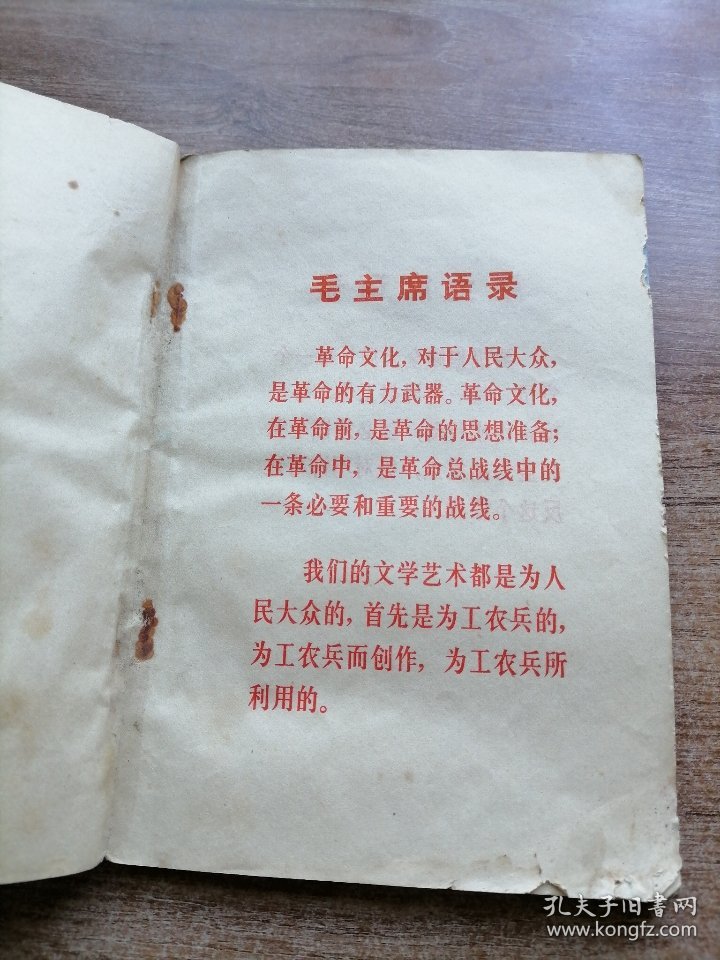 毛主席语录
革命文化，对于人民大众，
是革命的有力武器。革命文化，
在革命前，是革命的思想准备；
在革命中，是革命总战线中的
一条必要和重要的战线。
我们的文学艺术都是为人
民大众的，首先是为工农兵的，
为工农兵而创作，为工农兵所
利用的。
孔夫子旧书网
www.kongfz.com